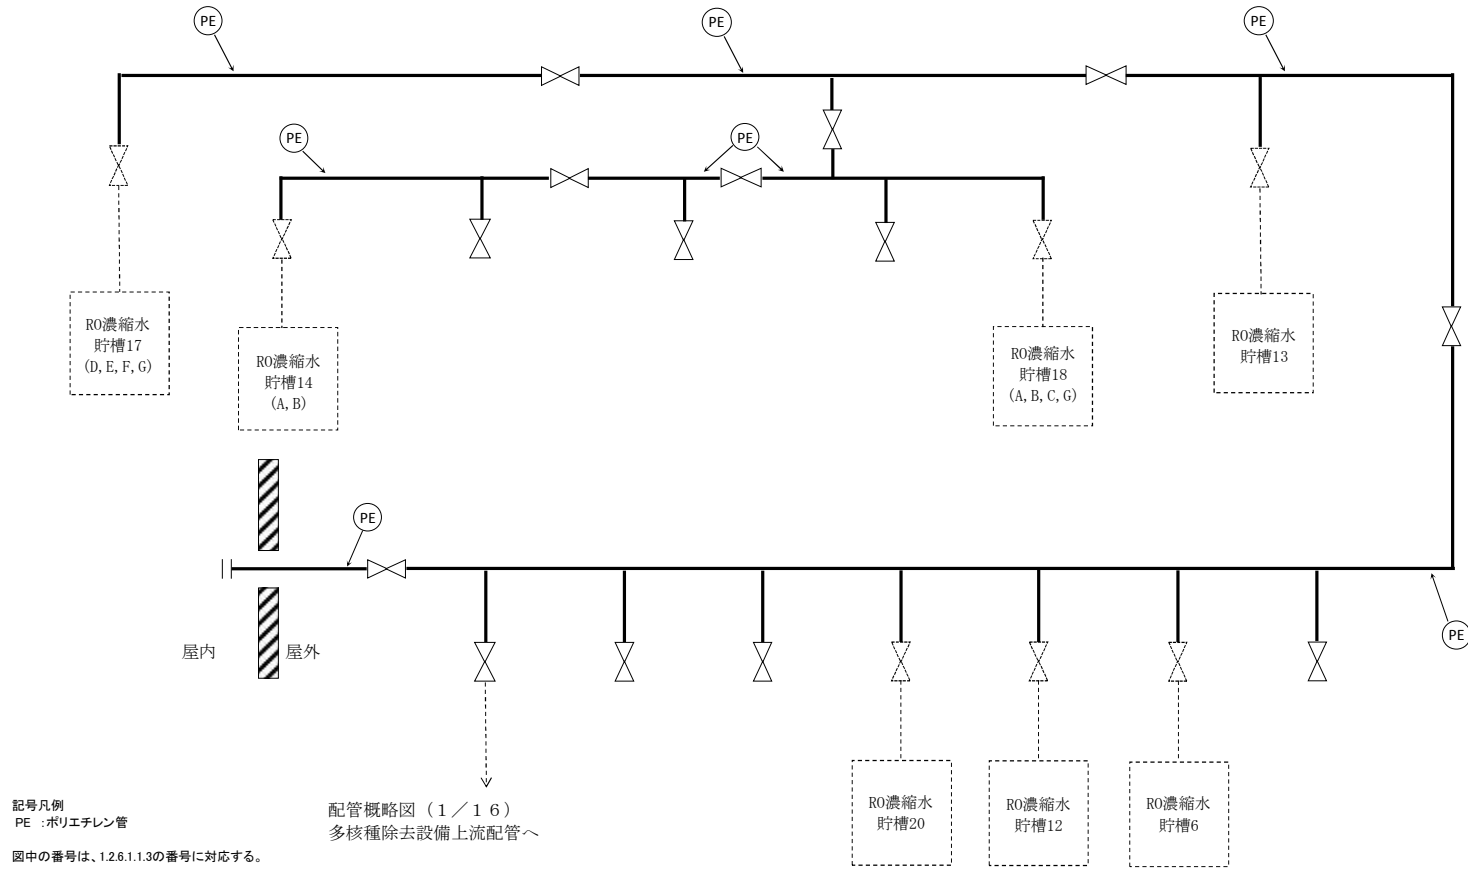 PE
PE
PE
PE
PE
RO濃縮水
貯槽17
(D,E,F,G)
RO濃縮水
貯槽14
(A,B)
RO濃縮水
貯槽18
(A,B,C,G)
RO濃縮水
貯槽13
PE
PE
屋内
屋外
RO濃縮水
貯槽20
RO濃縮水
貯槽12
RO濃縮水
貯槽6
配管概略図（1／16）
多核種除去設備上流配管へ
記号凡例
PE :ポリエチレン管
図中の番号は、1.2.6.1.1.3の番号に対応する。